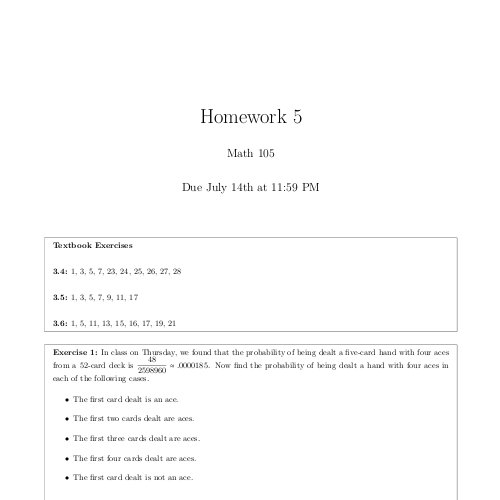 Homework 5
Math 105
Due July 14th at 11:59 PM
Textbook Exercises
3.4: 1, 3, 5, 7, 23, 24, 25, 26, 27, 28
3.5: 1, 3, 5, 7, 9, 11, 17
3.6: 1, 5, 11, 13, 15, 16, 17, 19, 21
Exercise 1: In class on Thursday, we found that the probability of being dealt a five-card hand with four aces
from a 52-card deck is 48/2598960 ≈ .0000185. Now find the probability of being dealt a hand with four aces in
each of the following cases.
• The first card dealt is an ace.
• The first two cards dealt are aces.
• The first three cards dealt are aces.
• The first four cards dealt are aces.
• The first card dealt is not an ace.